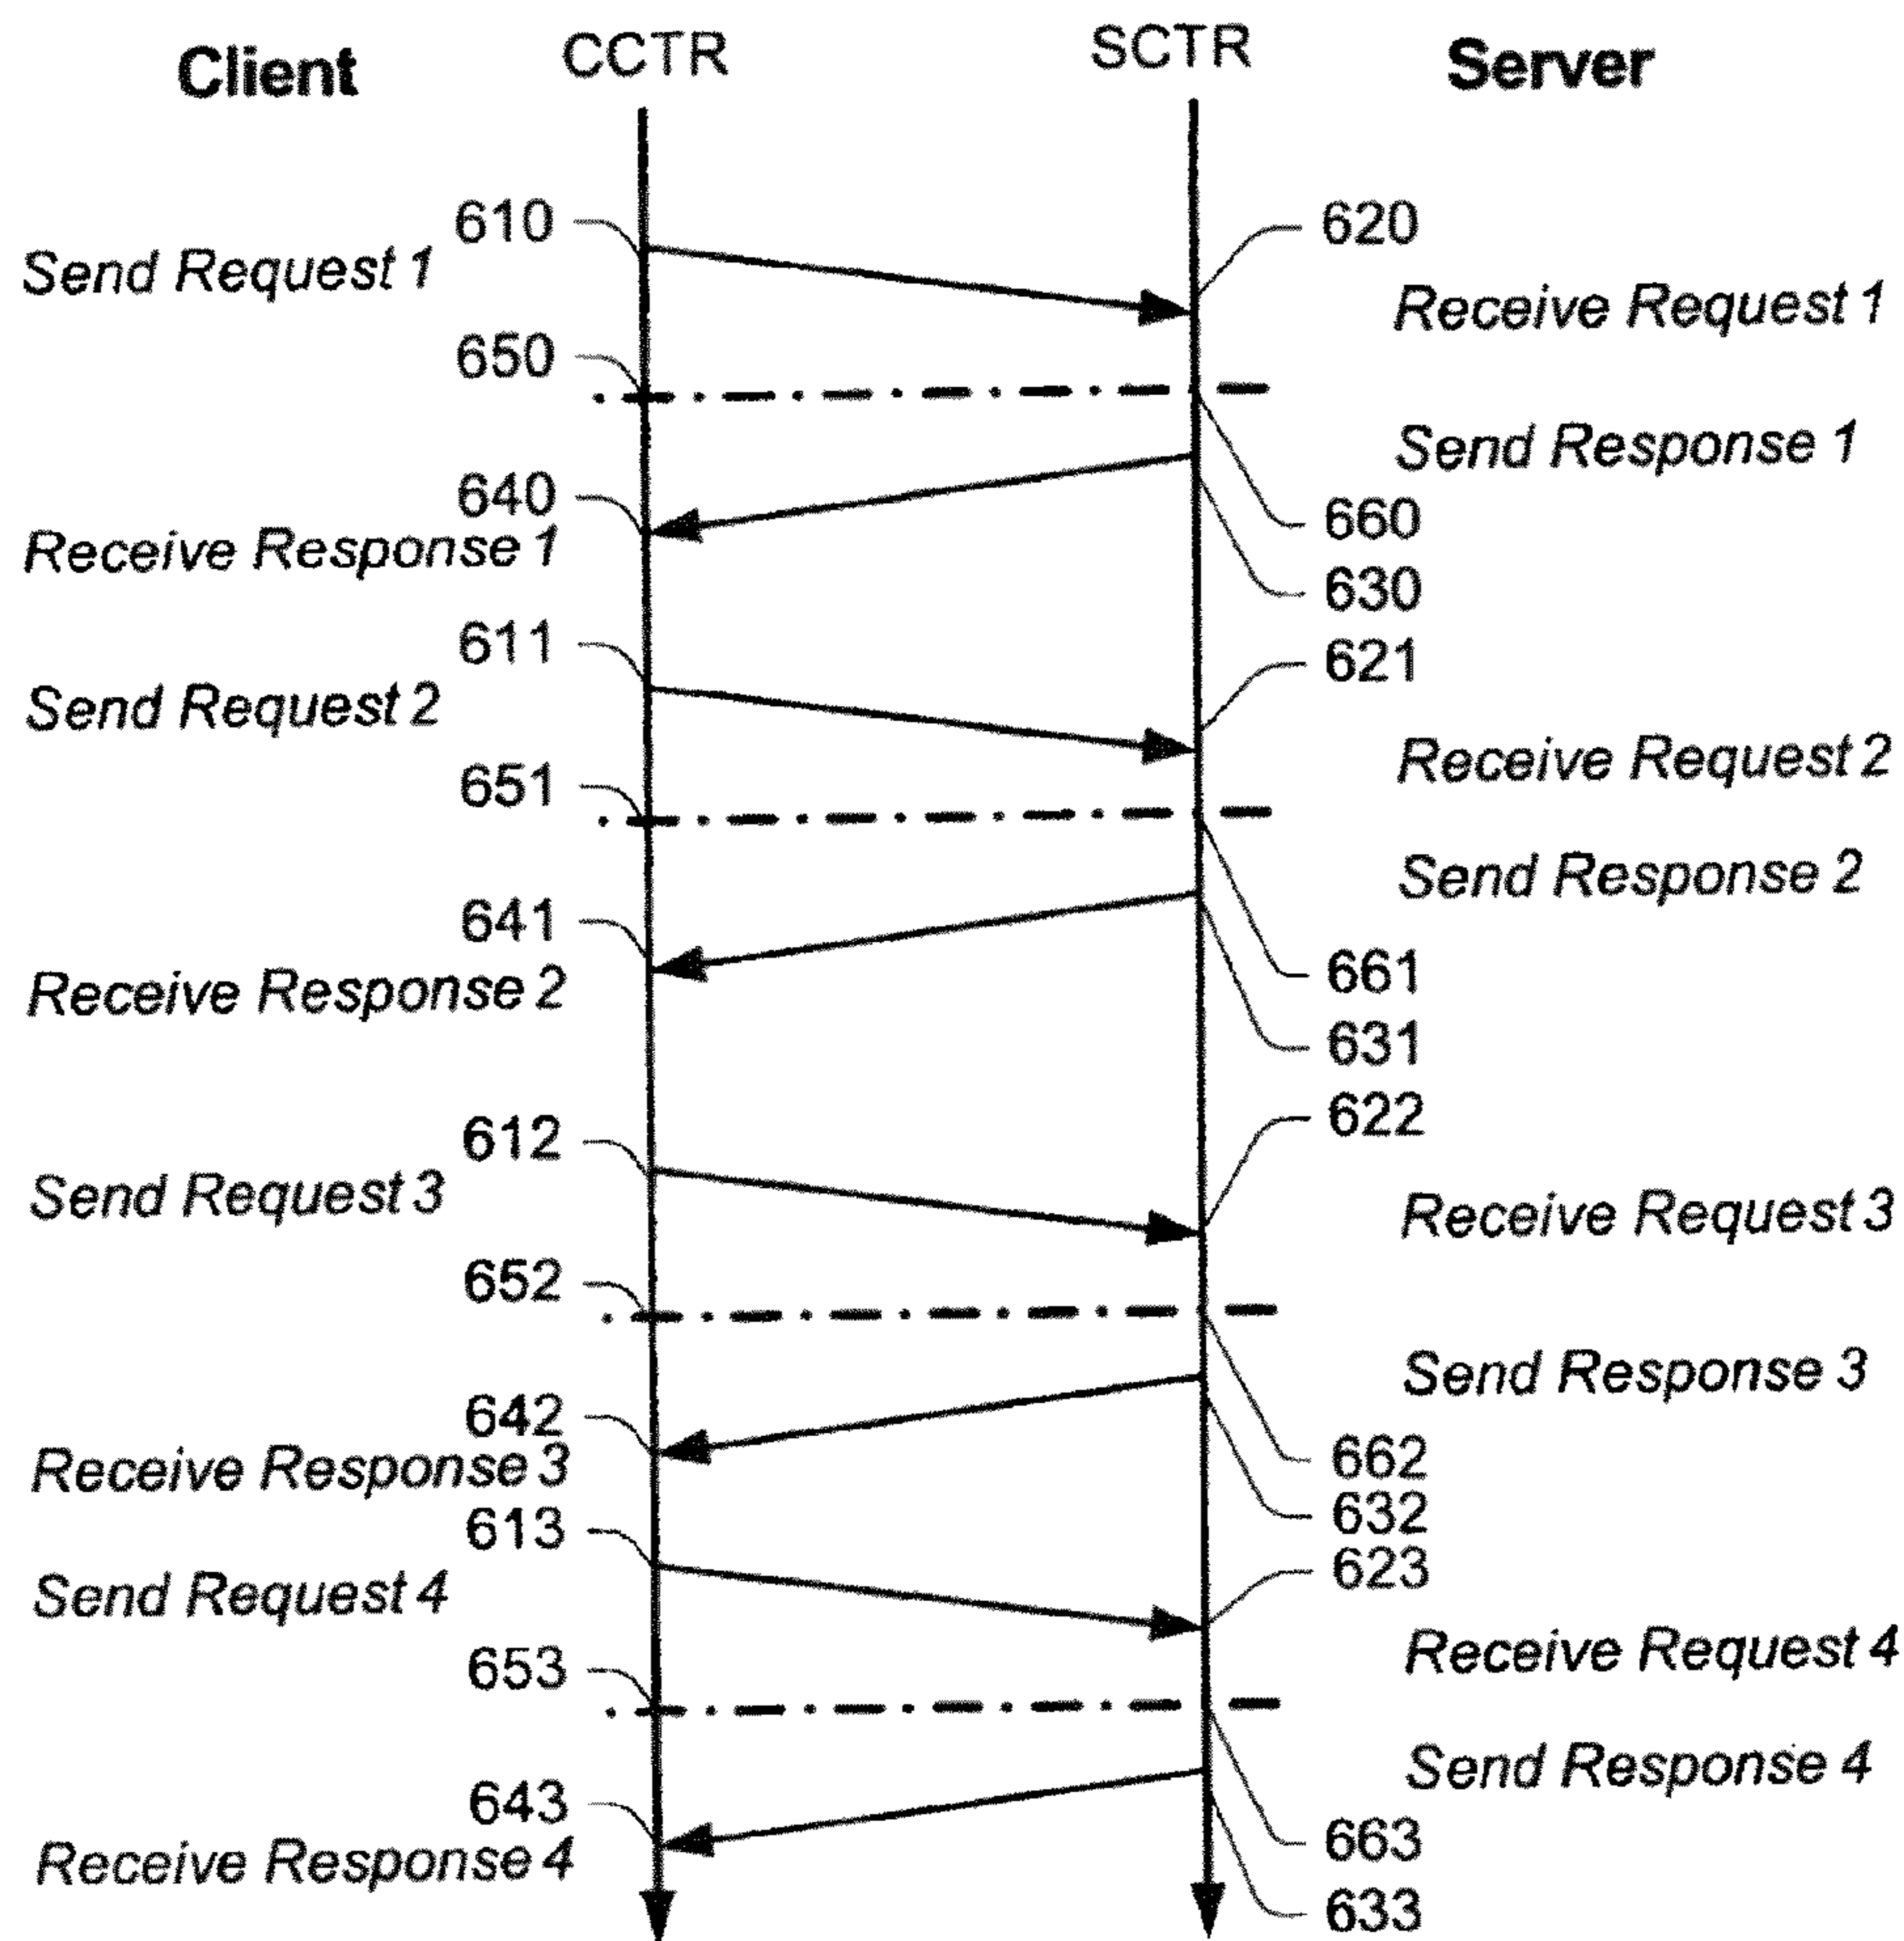 Client CCTR SCTR Server
610 620
Send Request 1
Receive Request 1
650
Send Response 1
640
660
Receive Response 1
630
611 621
Send Request 2
Receive Request 2
651
Send Response 2
641
661
Receive Response 2
631
622
612
Send Request 3
Receive Request 3
652
Send Response 3
642
662
Receive Response 3
632
613
623
Send Request 4
Receive Request 4
653
Send Response 4
643
663
Receive Response 4
633